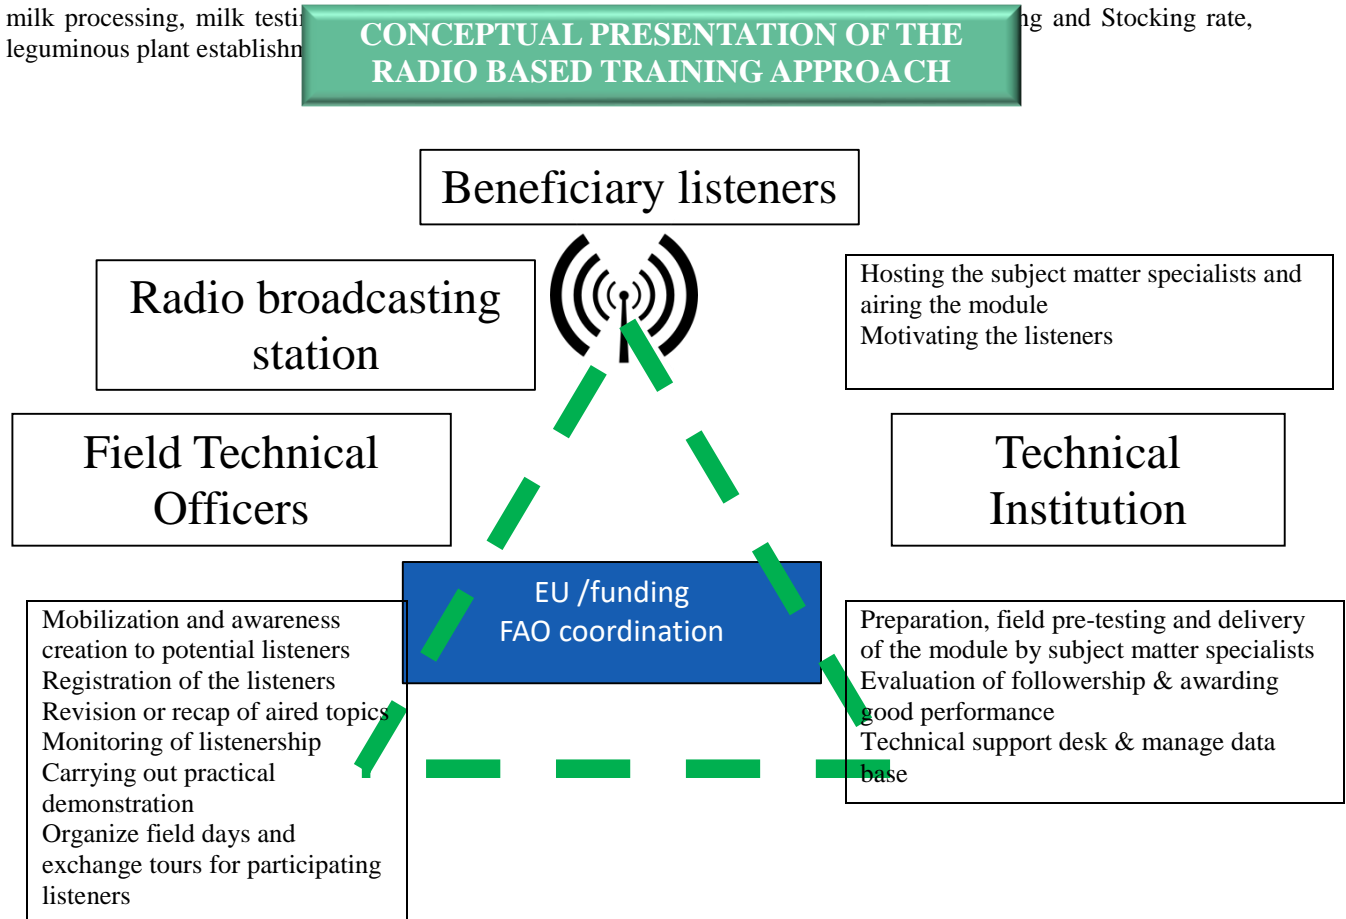 milk processing, milk testi
ng and Stocking rate,
leguminous plant establishm
CONCEPTUAL PRESENTATION OF THE
RADIO BASED TRAINING APPROACH
Beneficiary listeners
Radio broadcasting
station
Hosting the subject matter specialists and
airing the module
Motivating the listeners
Field Technical
Officers
Technical
Institution
EU /funding
FAO coordination
Mobilization and awareness
creation to potential listeners
Registration of the listeners
Revision or recap of aired topics
Monitoring of listenership
Carrying out practical
demonstration
Organize field days and
exchange tours for participating
listeners
Preparation, field pre-testing and delivery
of the module by subject matter specialists
Evaluation of followership & awarding
good performance
Technical support desk & manage data
base